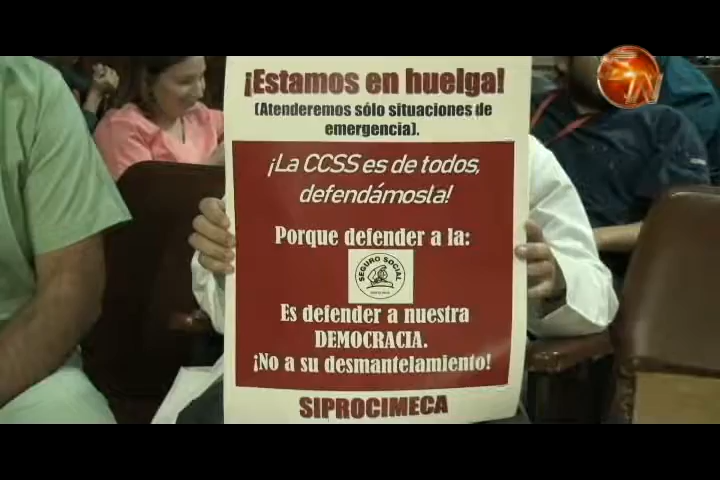 ¡Estamos en huelga!
(Atenderemos sólo situaciones de
emergencia).
¡La CCSS es de todos,
defendámosla!
Porque defender a la:
SEGURO SOCIAL
Es defender a nuestra
DEMOCRACIA.
¡No a su desmantelamiento!
SIPROCIMECA